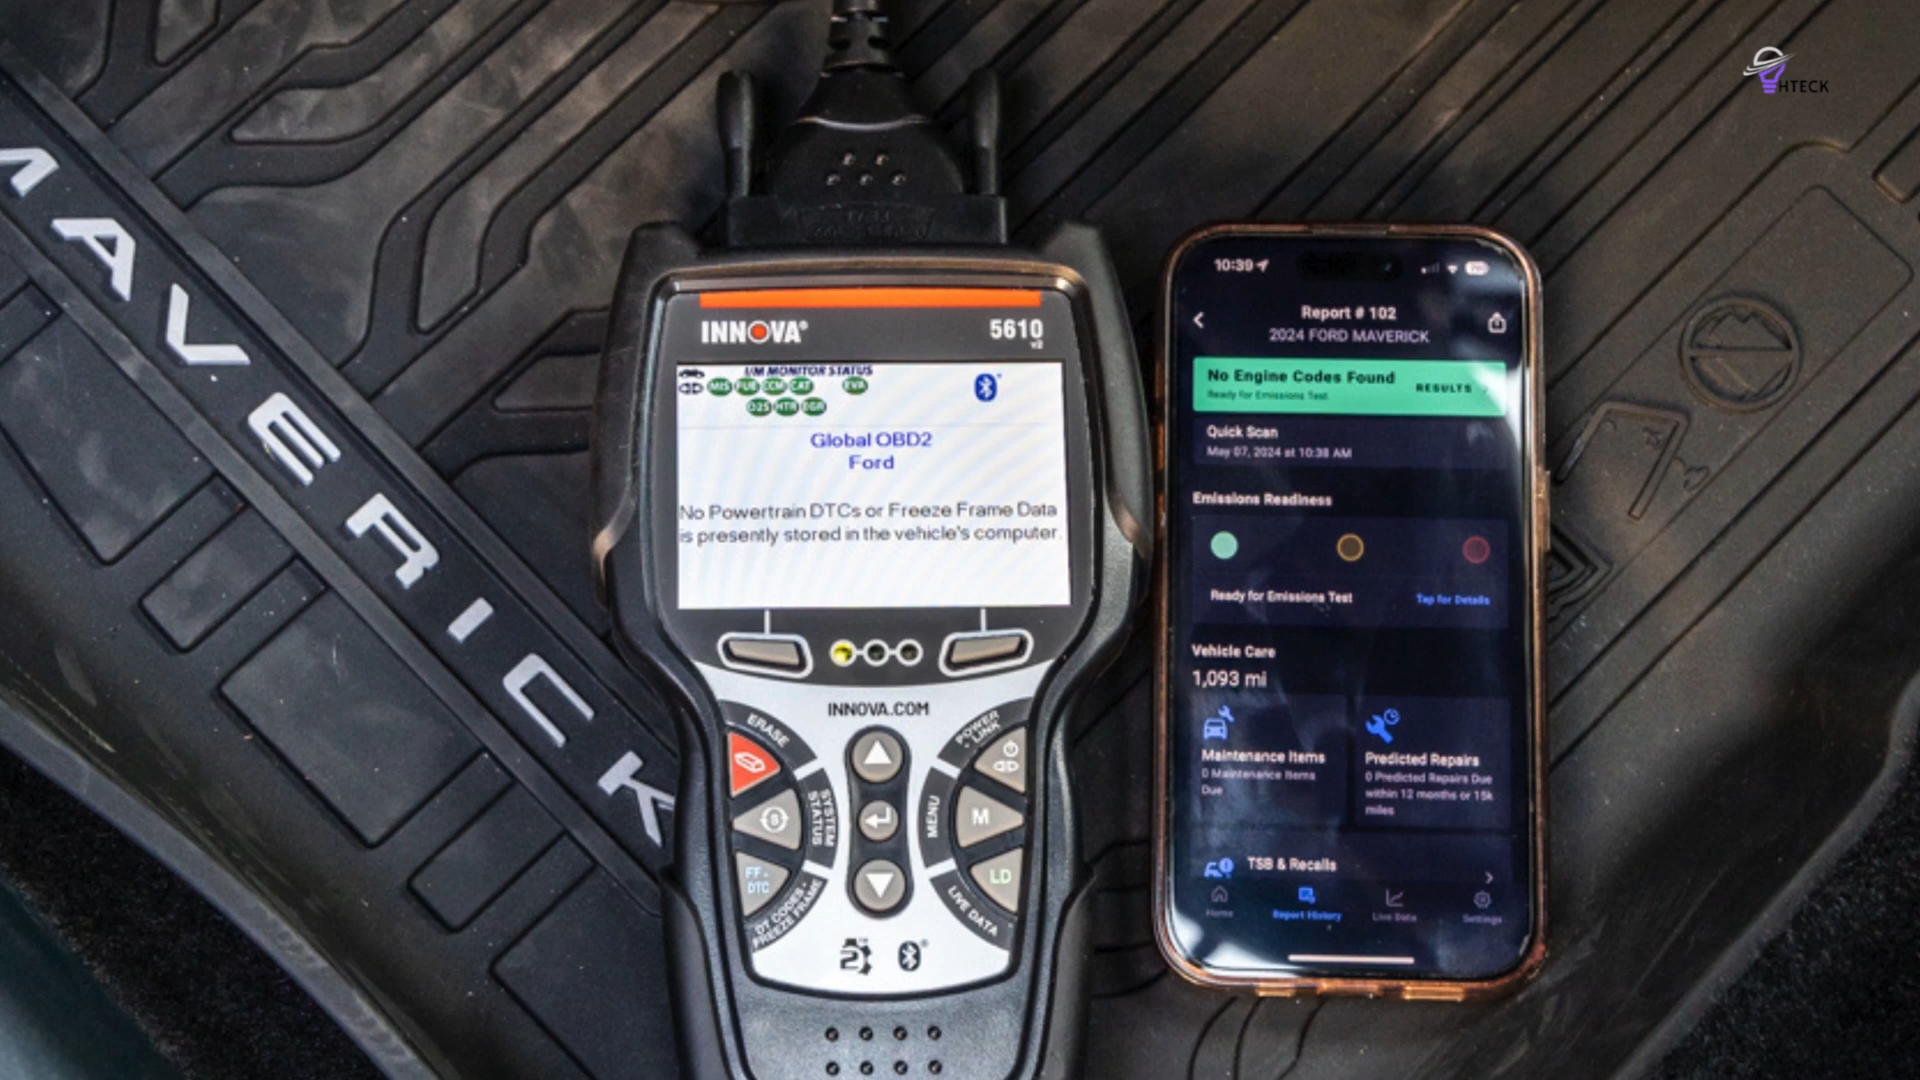 HTECK
MAVERICK
INNOVA®
5610
v2
I/M MONITOR STATUS
MIS FUE CCM CAT EVA
O2S HTR EGR
Global OBD2
Ford
No Powertrain DTCs or Freeze Frame Data
is presently stored in the vehicle's computer.
INNOVA.COM
ERASE
POWER
LINK
SYSTEM
STATUS
MENU
M
FF-
DTC
LD
DT CODES-
FREEZE FRAME
LIVE DATA
2
10:39
Report # 102
2024 FORD MAVERICK
No Engine Codes Found
RESULTS
Ready for Emissions Test
Quick Scan
May 07, 2024 at 10:38 AM
Emissions Readiness
Ready for Emissions Test
Tap for Details
Vehicle Care
1,093 mi
Maintenance Items
0 Maintenance Items
Due
Predicted Repairs
0 Predicted Repairs Due
within 12 months or 15k
miles
TSB & Recalls
Home
Report History
Live Data
Settings